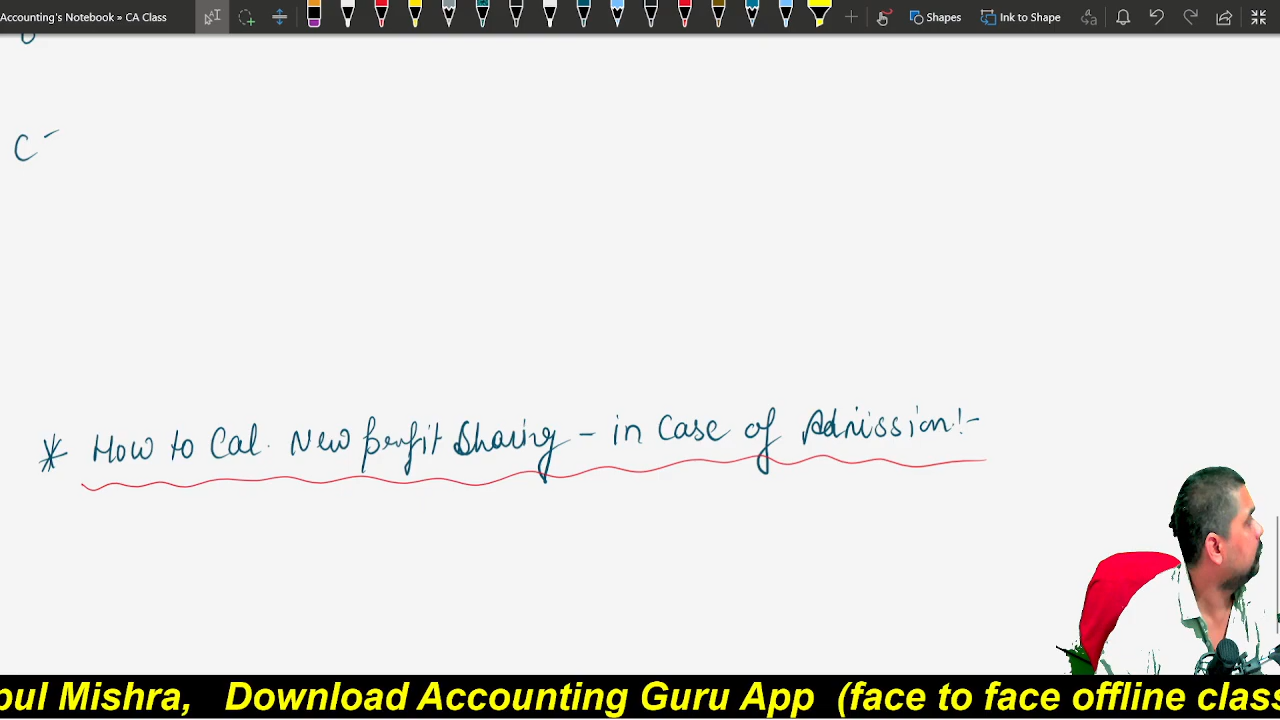 Accounting's Notebook » CA Class
Shapes
Ink to Shape
C -
* How to Cal. New profit Sharing - in Case of Admission:-
pul Mishra, Download Accounting Guru App (face to face offline class